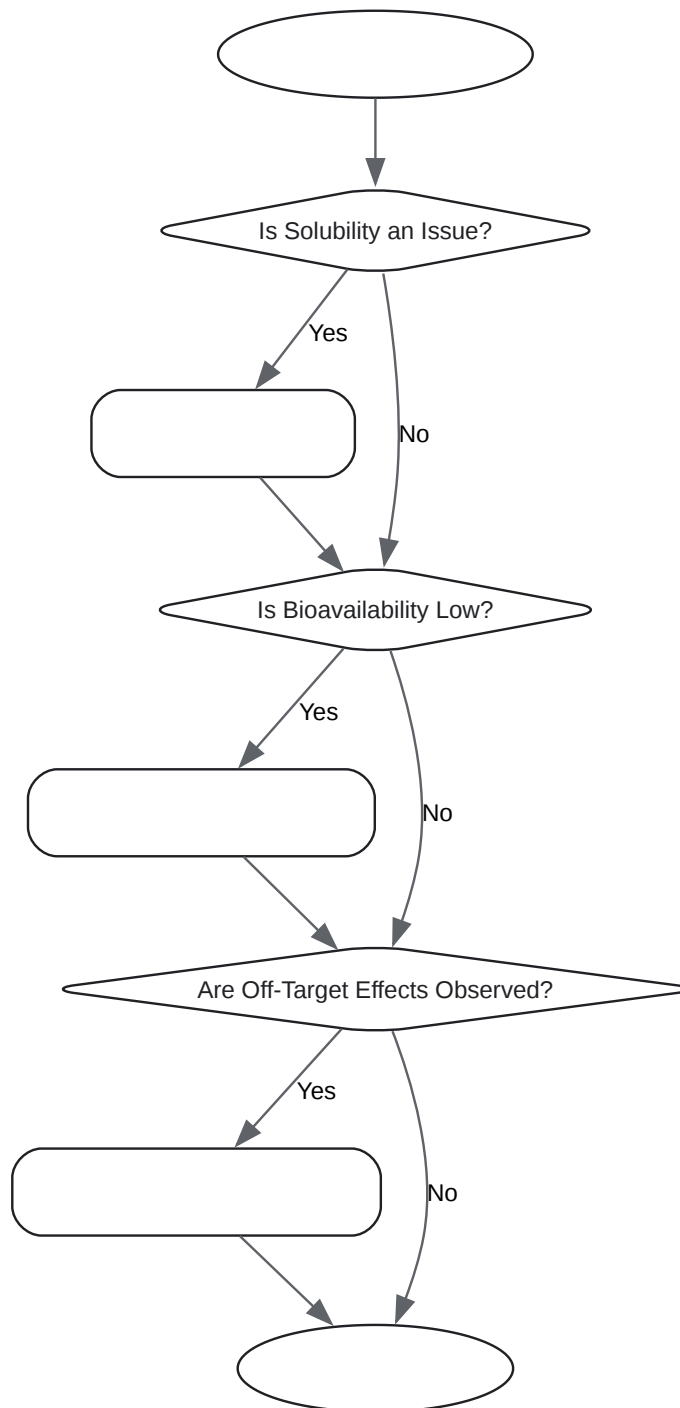 Is Solubility an Issue?
Yes
No
Is Bioavailability Low?
Yes
No
Are Off-Target Effects Observed?
Yes
No